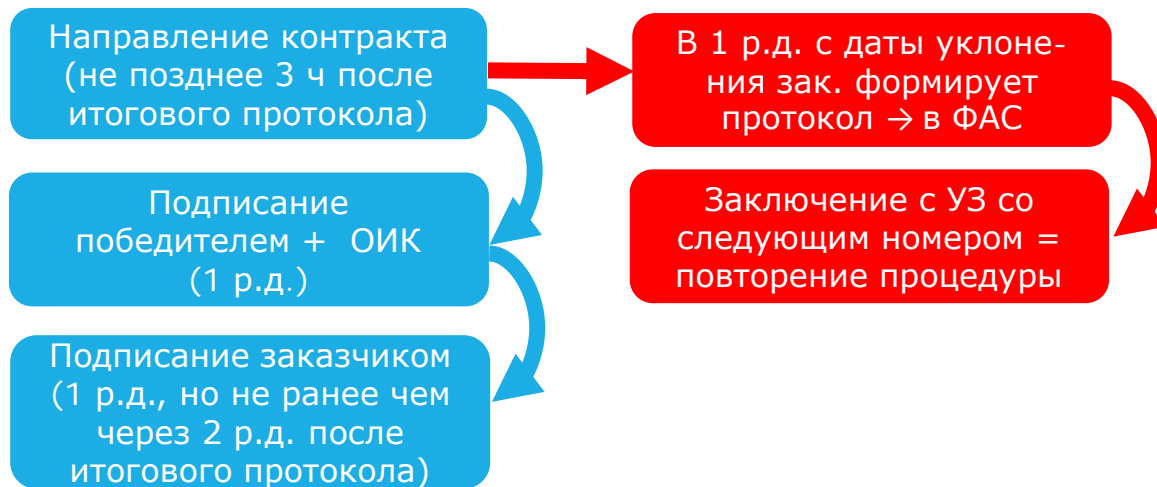 Направление контракта
(не позднее 3 ч после
итогового протокола)
Подписание
победителем + ОИК
(1 р.д.)
Подписание заказчиком
(1 р.д., но не ранее чем
через 2 р.д. после
итогового протокола)
В 1 р.д. с даты уклоне-
ния зак. формирует
протокол → в ФАС
Заключение с УЗ со
следующим номером =
повторение процедуры